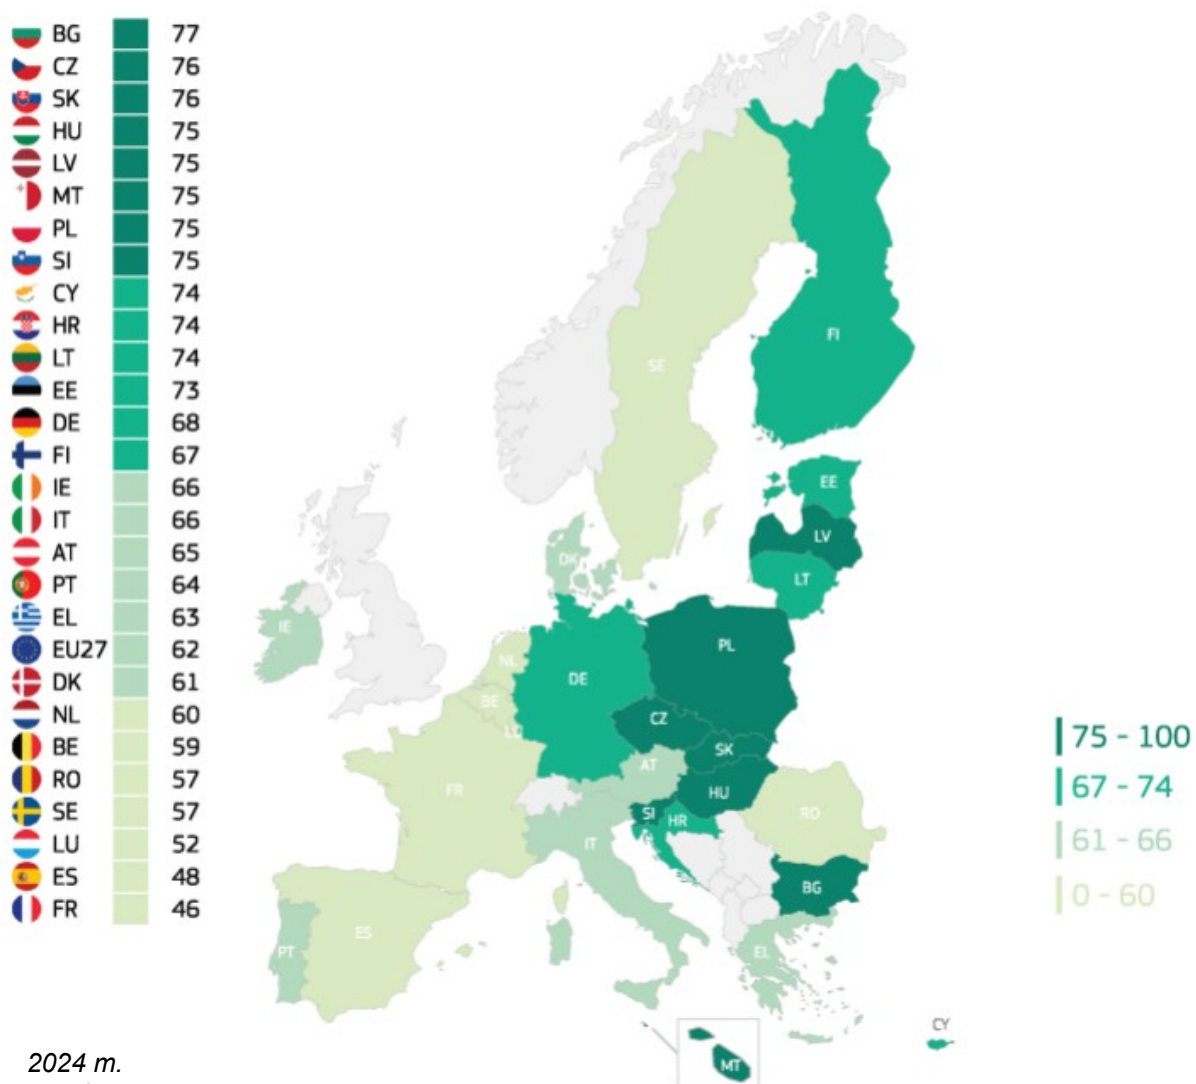 BG 77
CZ 76
SK 76
HU 75
LV 75
MT 75
PL 75
SI 75
CY 74
HR 74
LT 74
EE 73
DE 68
FI 67
IE 66
IT 66
AT 65
PT 64
EL 63
EU27 62
DK 61
NL 60
BE 59
RO 57
SE 57
LU 52
ES 48
FR 46
FI
SE
EE
LV
LT
DK
IE
PL
NL
DE
BE
CZ
LU
SK
AT
FR
HU
SI
HR
RO
IT
BG
ES
PT
EL
CY
MT
75 - 100
67 - 74
61 - 66
0 - 60
2024 m.